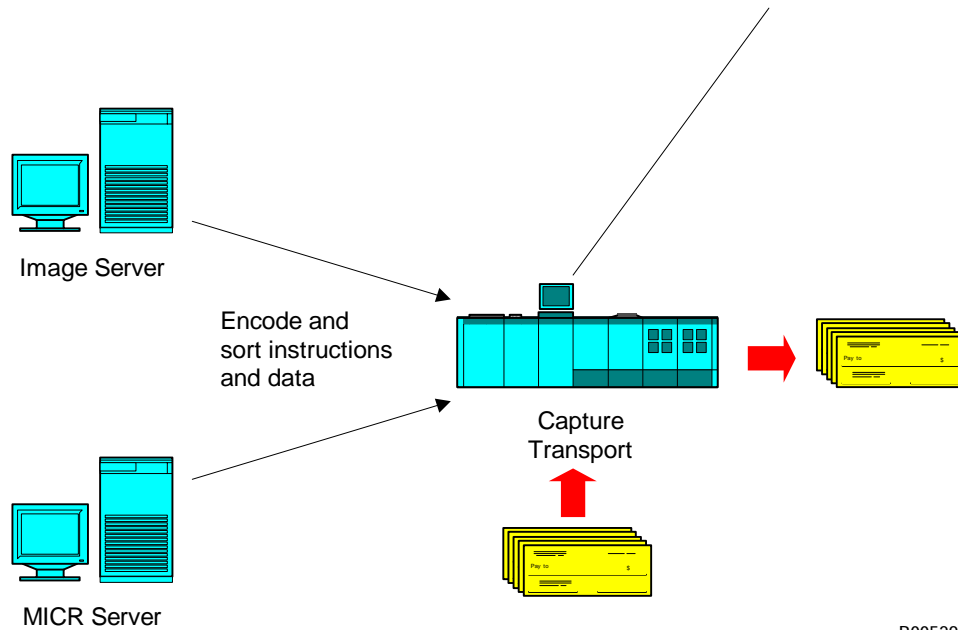 Image Server
Encode and
sort instructions
and data
Pay to
$
Capture
Transport
Pay to
$
MICR Server